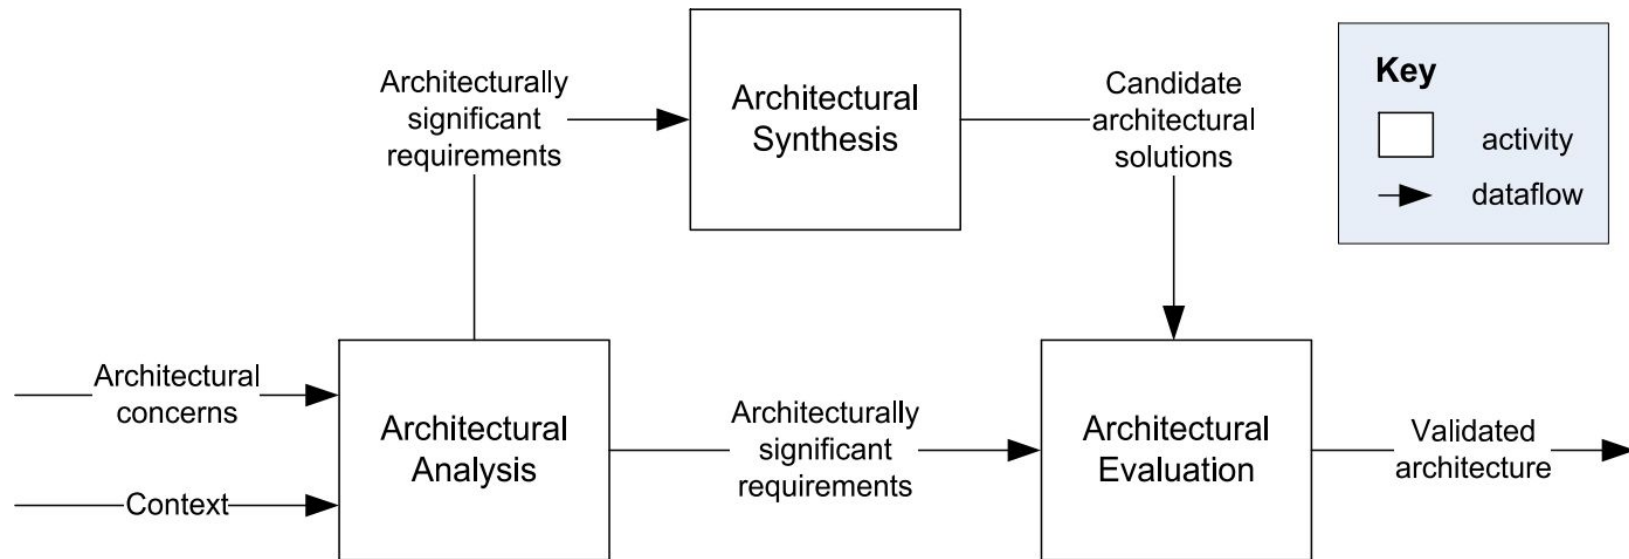 Architecturally
significant
requirements
Architectural
Synthesis
Candidate
architectural
solutions
Key
activity
dataflow
Architectural
concerns
Context
Architectural
Analysis
Architecturally
significant
requirements
Architectural
Evaluation
Validated
architecture